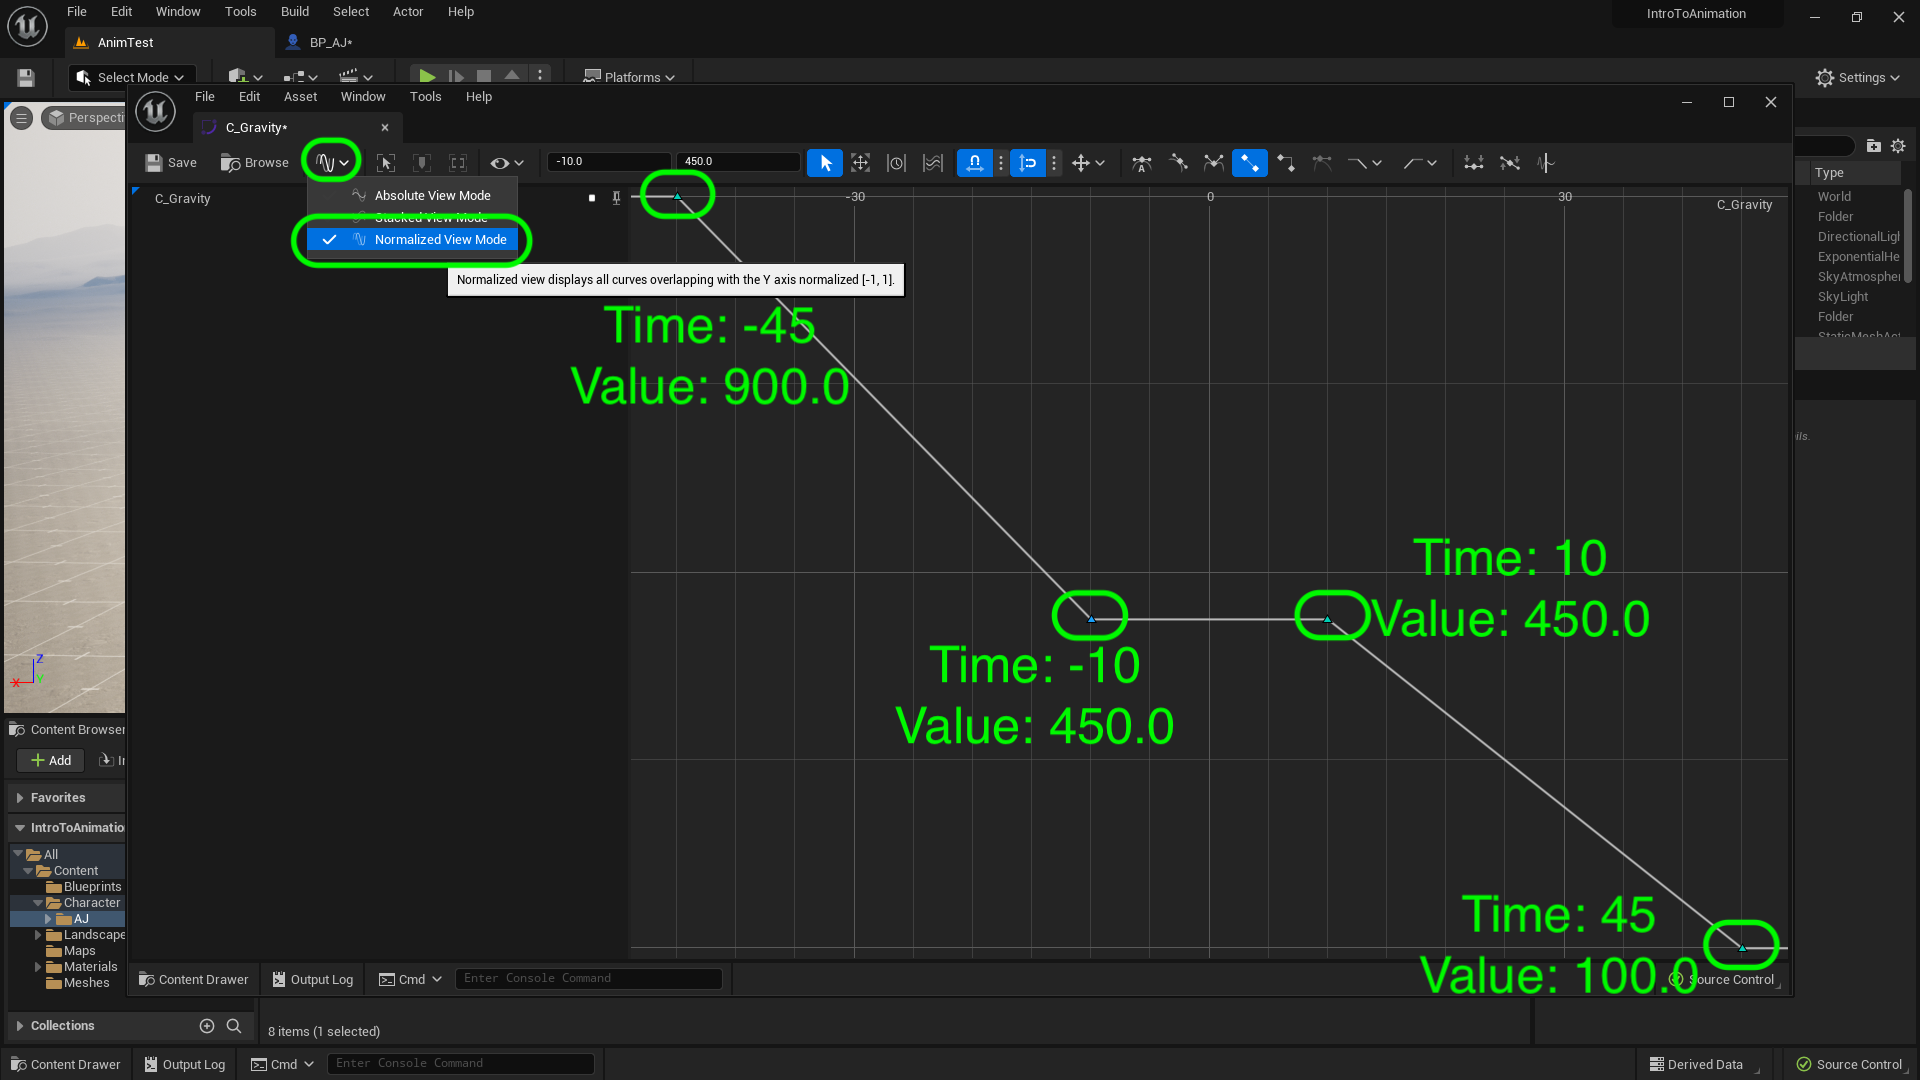 File Edit Window Tools Build Select Actor Help
IntroToAnimation
AnimTest
BP_AJ*
Select Mode
Platforms
Settings
File Edit Asset Window Tools Help
C_Gravity*
Save
Browse
-10.0
450.0
Perspecti
Absolute View Mode
Stacked View Mode
Normalized View Mode
Normalized view displays all curves overlapping with the Y axis normalized [-1, 1].
C_Gravity
-30
0
30
C_Gravity
Type
World
Folder
DirectionalLigl
ExponentialHe
SkyAtmospher
SkyLight
Folder
StaticMeshAct
ils.
Time: -45
Value: 900.0
Time: -10
Value: 450.0
Time: 10
Value: 450.0
Time: 45
Value: 100.0
Z
X
Y
Content Browser
Add
Favorites
IntroToAnimatio
All
Content
Blueprints
Character
AJ
Landscape
Maps
Materials
Meshes
Content Drawer
Output Log
Cmd
Enter Console Command
Source Control
Collections
8 items (1 selected)
Content Drawer
Output Log
Cmd
Enter Console Command
Derived Data
Source Control